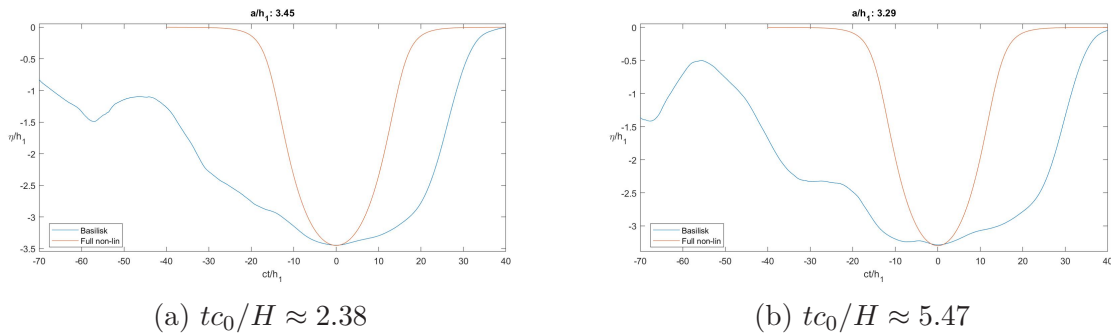 a/h₁: 3.45
0
-0.5
-1
-1.5
-2
-2.5
-3
-3.5
η/h₁
-70 -60 -50 -40 -30 -20 -10 0 10 20 30 40
ct/h₁
Basilisk
Full non-lin
(a) tc₀/H ≈ 2.38
a/h₁: 3.29
0
-0.5
-1
-1.5
-2
-2.5
-3
η/h₁
-70 -60 -50 -40 -30 -20 -10 0 10 20 30 40
ct/h₁
Basilisk
Full non-lin
(b) tc₀/H ≈ 5.47